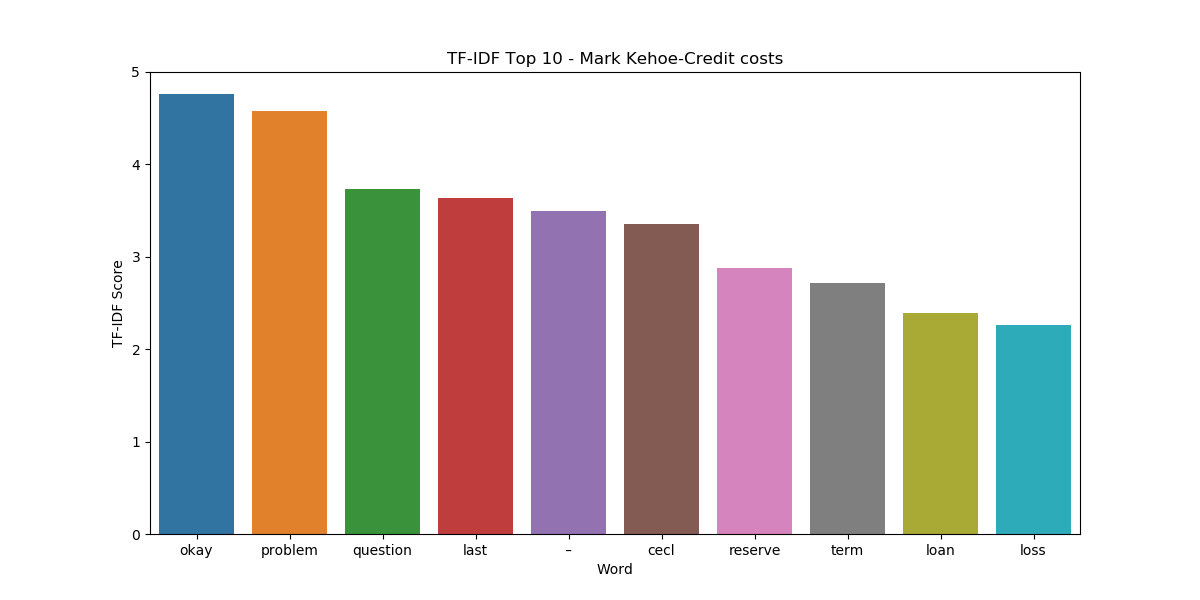 TF-IDF Top 10 - Mark Kehoe-Credit costs
5
4
3
2
1
0
TF-IDF Score
okay problem question last – cecl reserve term loan loss
Word